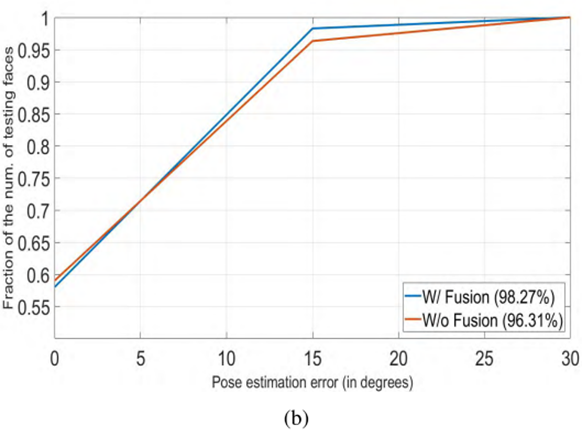 Fraction of the num. of testing faces
1
0.95
0.9
0.85
0.8
0.75
0.7
0.65
0.6
0.55
W/ Fusion (98.27%)
W/o Fusion (96.31%)
0 5 10 15 20 25 30
Pose estimation error (in degrees)
(b)